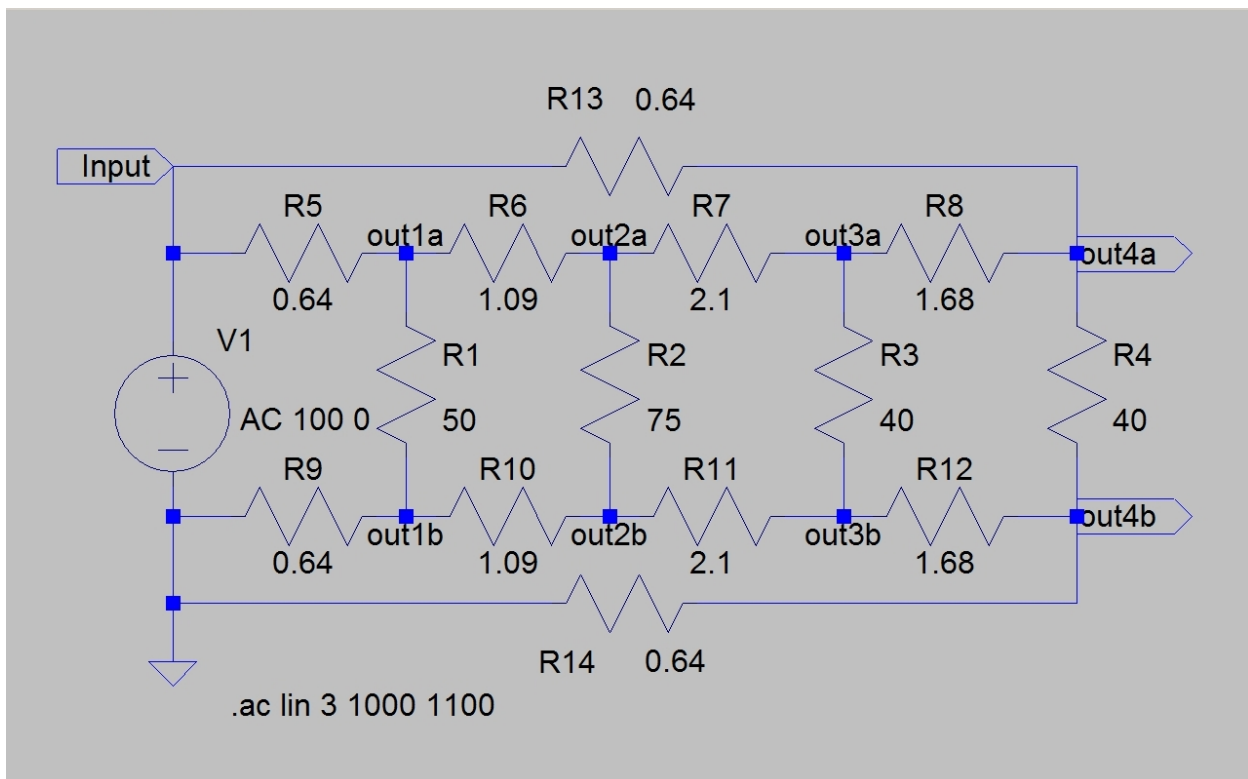 R13 0.64
Input
R5 R6 R7 R8
out1a out2a out3a out4a
0.64 1.09 2.1 1.68
V1 R1 R2 R3 R4
AC 100 0 50 75 40 40
R9 R10 R11 R12
out1b out2b out3b out4b
0.64 1.09 2.1 1.68
R14 0.64
.ac lin 3 1000 1100